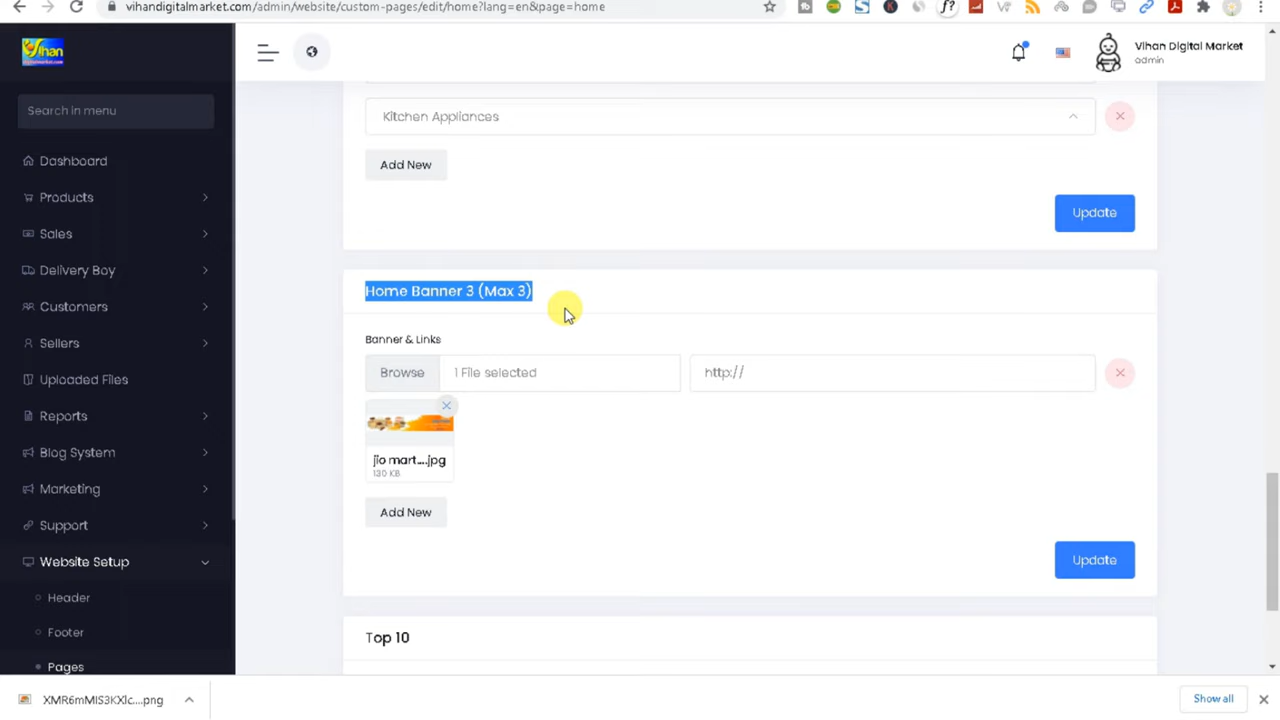 vihandigitalmarket.com/admin/website/custom-pages/edit/home?lang=en&page=home
Vihan
Search in menu
Vihan Digital Market
admin
Dashboard
Products
Sales
Delivery Boy
Customers
Sellers
Uploaded Files
Reports
Blog System
Marketing
Support
Website Setup
Header
Footer
Pages
Kitchen Appliances
Add New
Update
Home Banner 3 (Max 3)
Banner & Links
Browse
1 File selected
http://
jio mart....jpg
130 KB
Add New
Update
Top 10
XMR6mMIS3KXlc....png
Show all